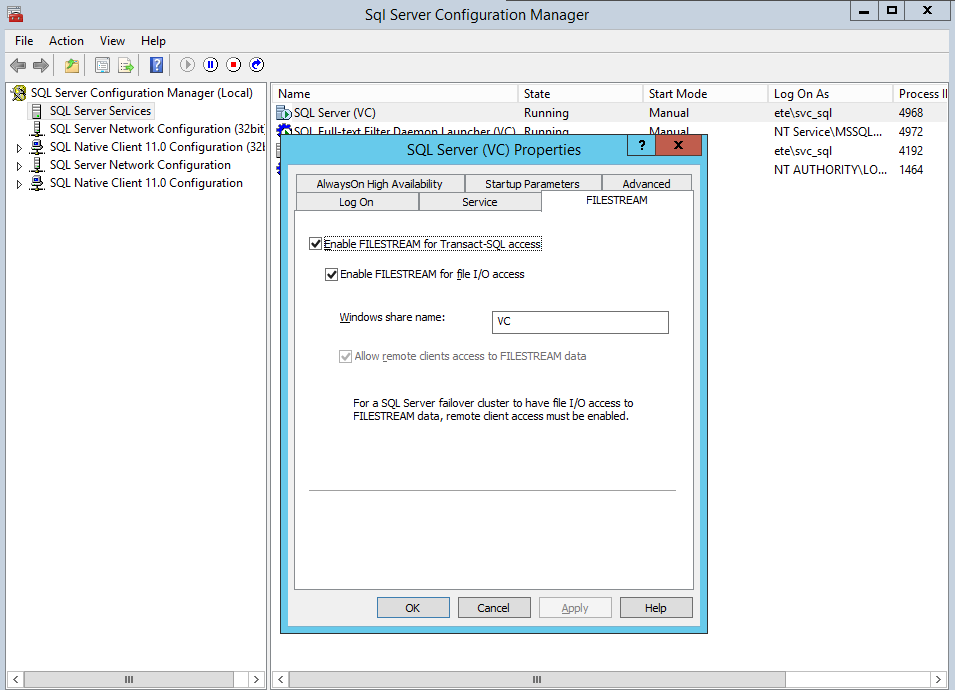 Sql Server Configuration Manager
File Action View Help
SQL Server Configuration Manager (Local)
SQL Server Services
SQL Server Network Configuration (32bit
SQL Native Client 11.0 Configuration (32b
SQL Server Network Configuration
SQL Native Client 11.0 Configuration
Name State Start Mode Log On As Process I
SQL Server (VC) Running Manual ete\svc_sql 4968
SQL Full-text Filter Daemon Launcher (VC) Running Manual NT Service\MSSQL... 4972
ete\svc_sql 4192
NT AUTHORITY\LO... 1464
SQL Server (VC) Properties
? X
AlwaysOn High Availability Startup Parameters Advanced
Log On Service FILESTREAM
Enable FILESTREAM for Transact-SQL access
Enable FILESTREAM for file I/O access
Windows share name: VC
Allow remote clients access to FILESTREAM data
For a SQL Server failover cluster to have file I/O access to
FILESTREAM data, remote client access must be enabled.
OK Cancel Apply Help